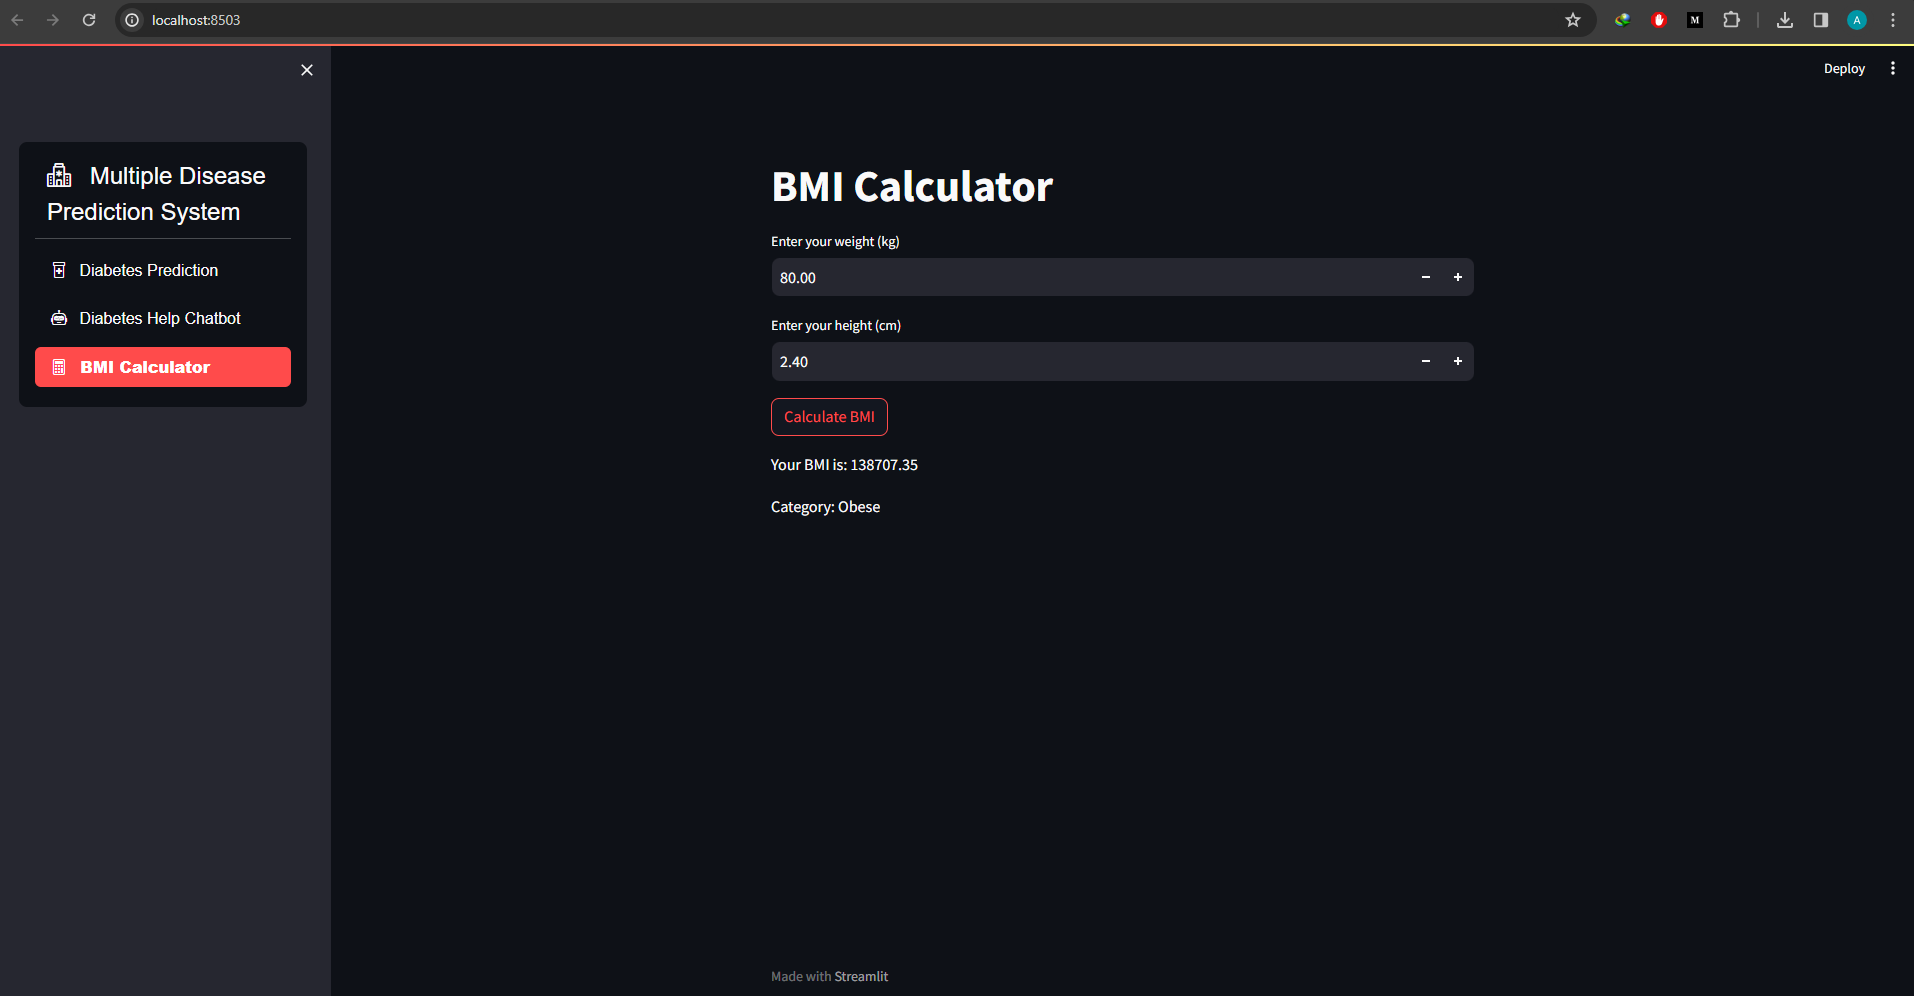 localhost:8503
M
A
Deploy
Multiple Disease
Prediction System
Diabetes Prediction
Diabetes Help Chatbot
BMI Calculator
BMI Calculator
Enter your weight (kg)
80.00
Enter your height (cm)
2.40
Calculate BMI
Your BMI is: 138707.35
Category: Obese
Made with Streamlit